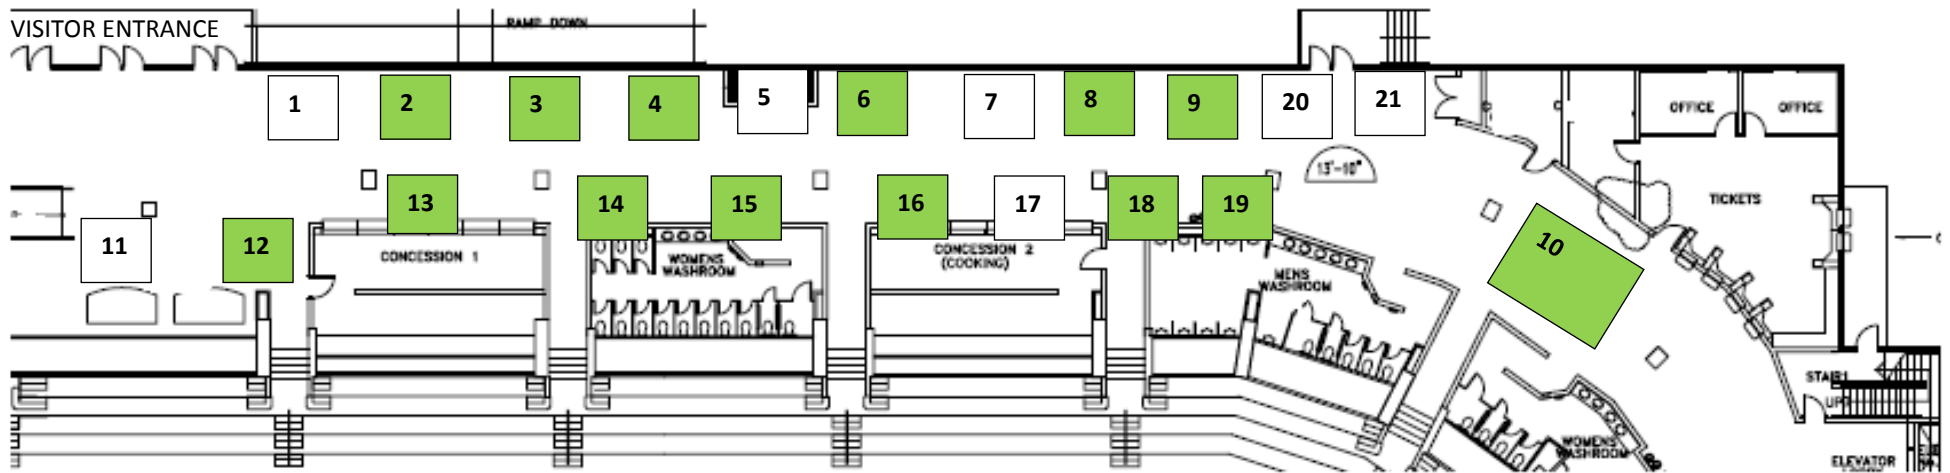 VISITOR ENTRANCE
RAMP DOWN
1
2
3
4
5
6
7
8
9
20
21
OFFICE
OFFICE
13'-10"
TICKETS
11
12
13
14
15
16
17
18
19
10
CONCESSION 1
WOMENS
WASHROOM
CONCESSION 2
(COOKING)
MENS
WASHROOM
STAIR1
UP
WOMENS
WASHROOM
ELEVATOR